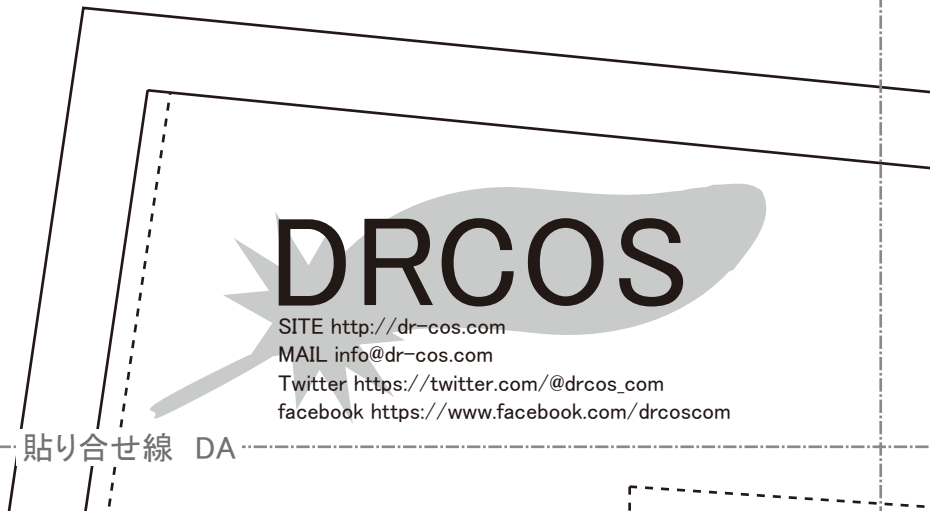 DRCOS
SITE http://dr-cos.com
MAIL info@dr-cos.com
Twitter https://twitter.com/@drcos_com
facebook https://www.facebook.com/drcoscom
貼り合せ線 DA